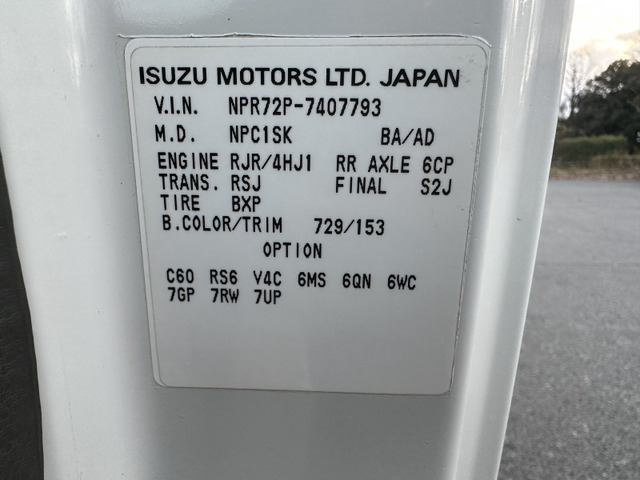 ISUZU MOTORS LTD. JAPAN
V.I.N. NPR72P-7407793
M.D. NPC1SK BA/AD
ENGINE RJR/4HJ1 RR AXLE 6CP
TRANS. RSJ FINAL S2J
TIRE BXP
B.COLOR/TRIM 729/153
OPTION
C60 RS6 V4C 6MS 6QN 6WC
7GP 7RW 7UP